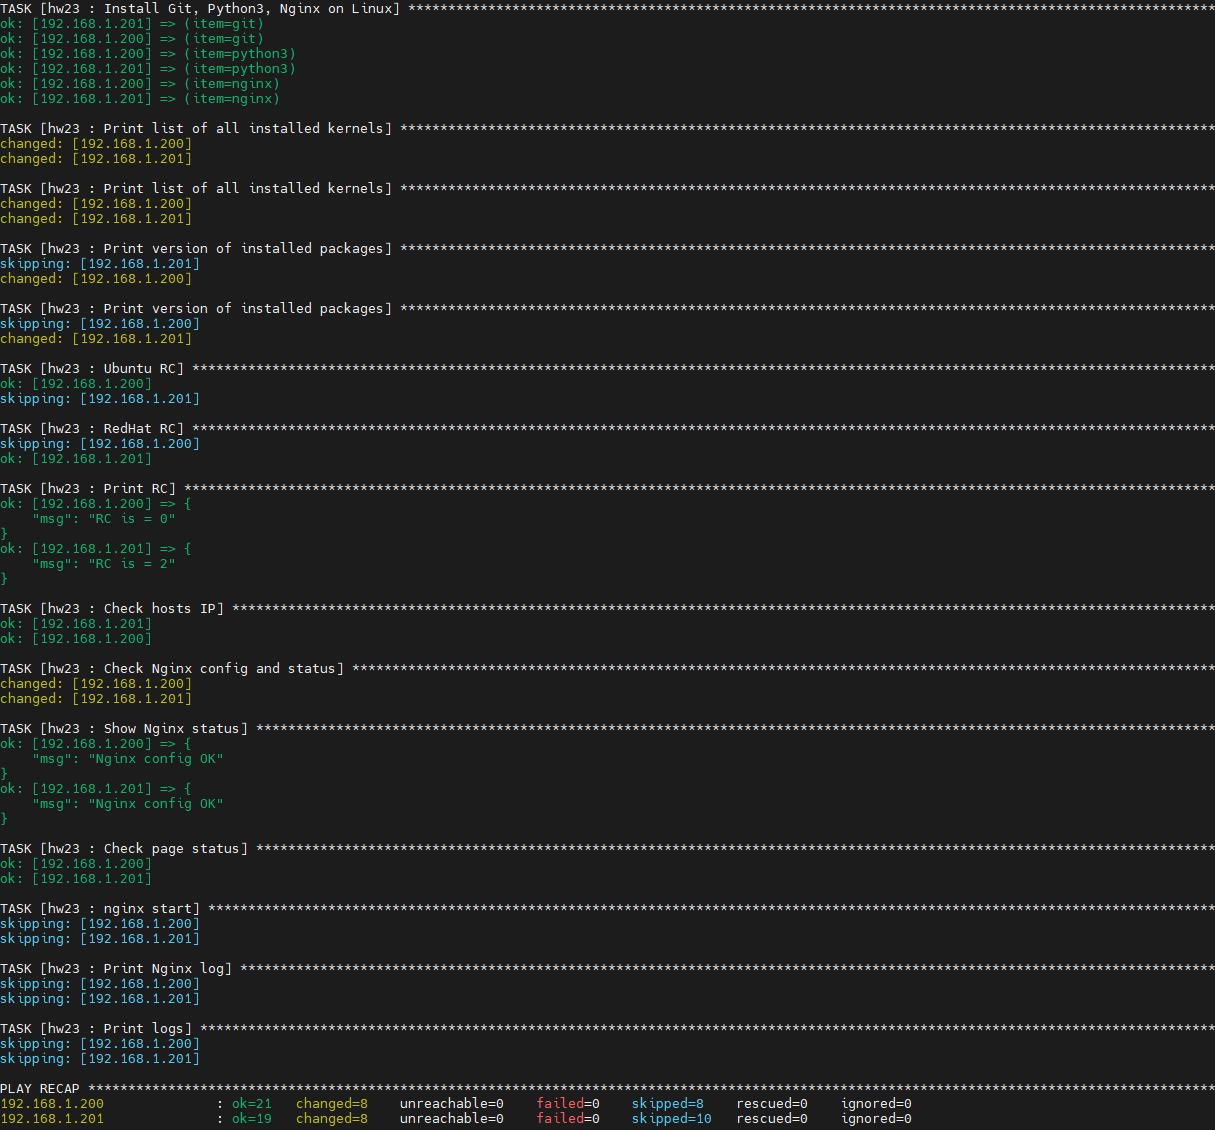 TASK [hw23 : Install Git, Python3, Nginx on Linux] *****************************************************************************************************
ok: [192.168.1.201] => (item=git)
ok: [192.168.1.200] => (item=git)
ok: [192.168.1.200] => (item=python3)
ok: [192.168.1.201] => (item=python3)
ok: [192.168.1.200] => (item=nginx)
ok: [192.168.1.201] => (item=nginx)
TASK [hw23 : Print list of all installed kernels] ******************************************************************************************************
changed: [192.168.1.200]
changed: [192.168.1.201]
TASK [hw23 : Print list of all installed kernels] ******************************************************************************************************
changed: [192.168.1.200]
changed: [192.168.1.201]
TASK [hw23 : Print version of installed packages] ******************************************************************************************************
skipping: [192.168.1.201]
changed: [192.168.1.200]
TASK [hw23 : Print version of installed packages] ******************************************************************************************************
skipping: [192.168.1.200]
changed: [192.168.1.201]
TASK [hw23 : Ubuntu RC] ********************************************************************************************************************************
ok: [192.168.1.200]
skipping: [192.168.1.201]
TASK [hw23 : RedHat RC] ********************************************************************************************************************************
skipping: [192.168.1.200]
ok: [192.168.1.201]
TASK [hw23 : Print RC] *********************************************************************************************************************************
ok: [192.168.1.200] => {
    "msg": "RC is = 0"
}
ok: [192.168.1.201] => {
    "msg": "RC is = 2"
}
TASK [hw23 : Check hosts IP] ***************************************************************************************************************************
ok: [192.168.1.201]
ok: [192.168.1.200]
TASK [hw23 : Check Nginx config and status] ************************************************************************************************************
changed: [192.168.1.200]
changed: [192.168.1.201]
TASK [hw23 : Show Nginx status] ************************************************************************************************************************
ok: [192.168.1.200] => {
    "msg": "Nginx config OK"
}
ok: [192.168.1.201] => {
    "msg": "Nginx config OK"
}
TASK [hw23 : Check page status] ************************************************************************************************************************
ok: [192.168.1.200]
ok: [192.168.1.201]
TASK [hw23 : nginx start] ******************************************************************************************************************************
skipping: [192.168.1.200]
skipping: [192.168.1.201]
TASK [hw23 : Print Nginx log] **************************************************************************************************************************
skipping: [192.168.1.200]
skipping: [192.168.1.201]
TASK [hw23 : Print logs] *******************************************************************************************************************************
skipping: [192.168.1.200]
skipping: [192.168.1.201]
PLAY RECAP *********************************************************************************************************************************************
192.168.1.200              : ok=21   changed=8    unreachable=0    failed=0    skipped=8    rescued=0    ignored=0
192.168.1.201              : ok=19   changed=8    unreachable=0    failed=0    skipped=10   rescued=0    ignored=0